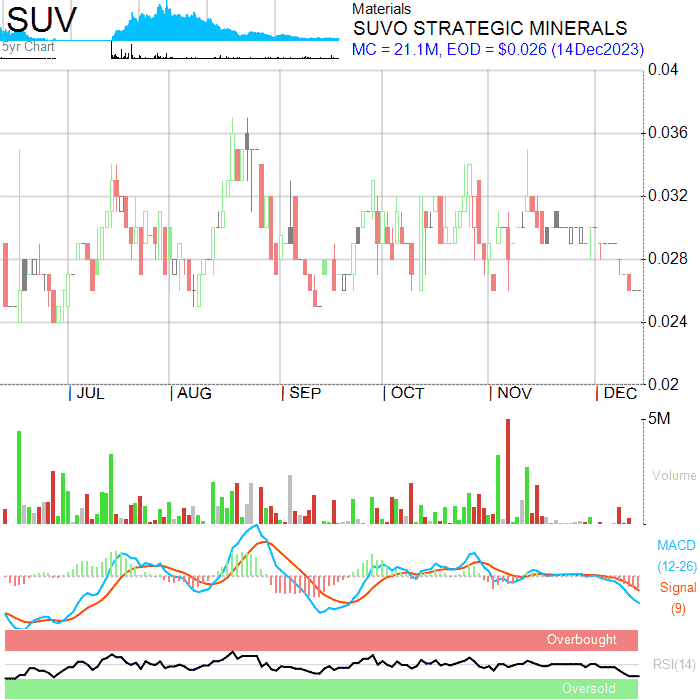 SUV
5yr Chart
Materials
SUVO STRATEGIC MINERALS
MC = 21.1M, EOD = $0.026 (14Dec2023)
0.04
0.036
0.032
0.028
0.024
0.02
JUL AUG SEP OCT NOV DEC
5M
Volume
MACD
(12-26)
Signal
(9)
Overbought
RSI(14)
Oversold